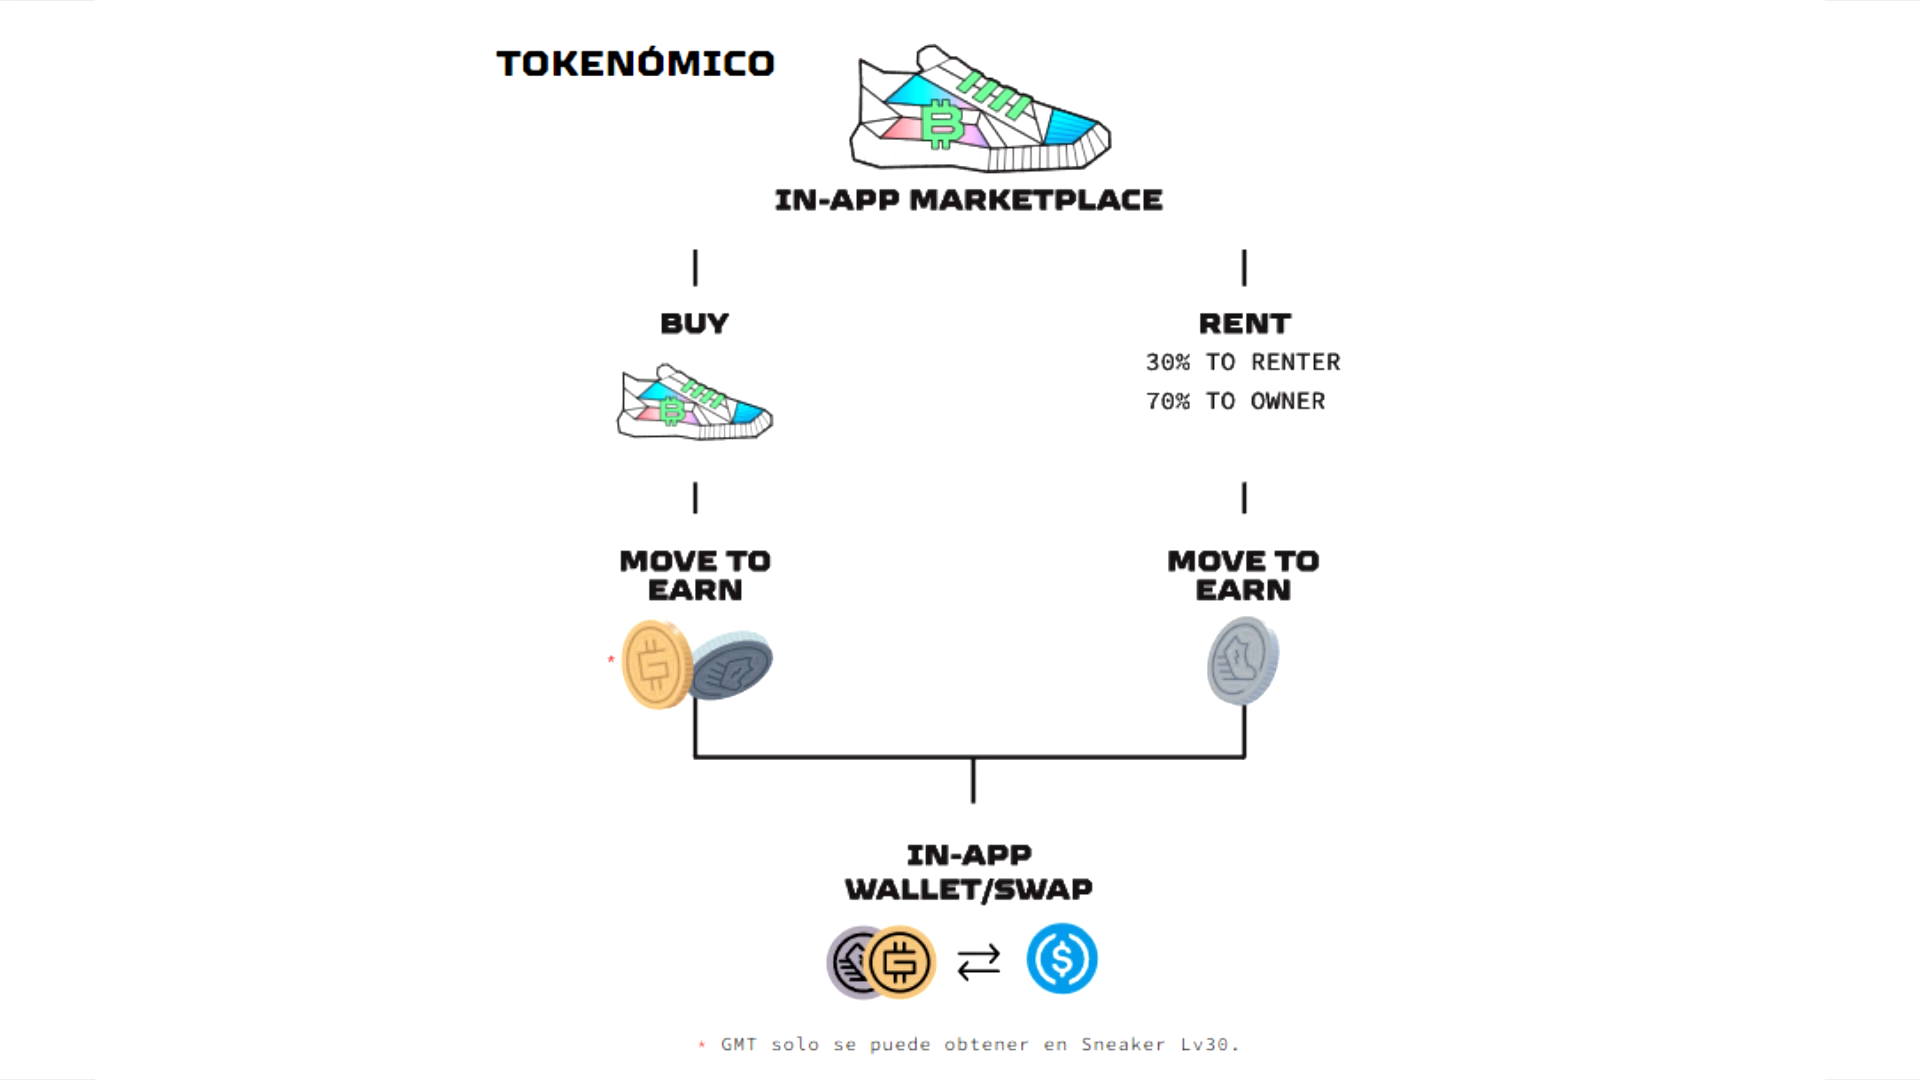 TOKENÓMICO
IN-APP MARKETPLACE
BUY
RENT
30% TO RENTER
70% TO OWNER
MOVE TO
EARN
MOVE TO
EARN
*
IN-APP
WALLET/SWAP
* GMT solo se puede obtener en Sneaker Lv30.